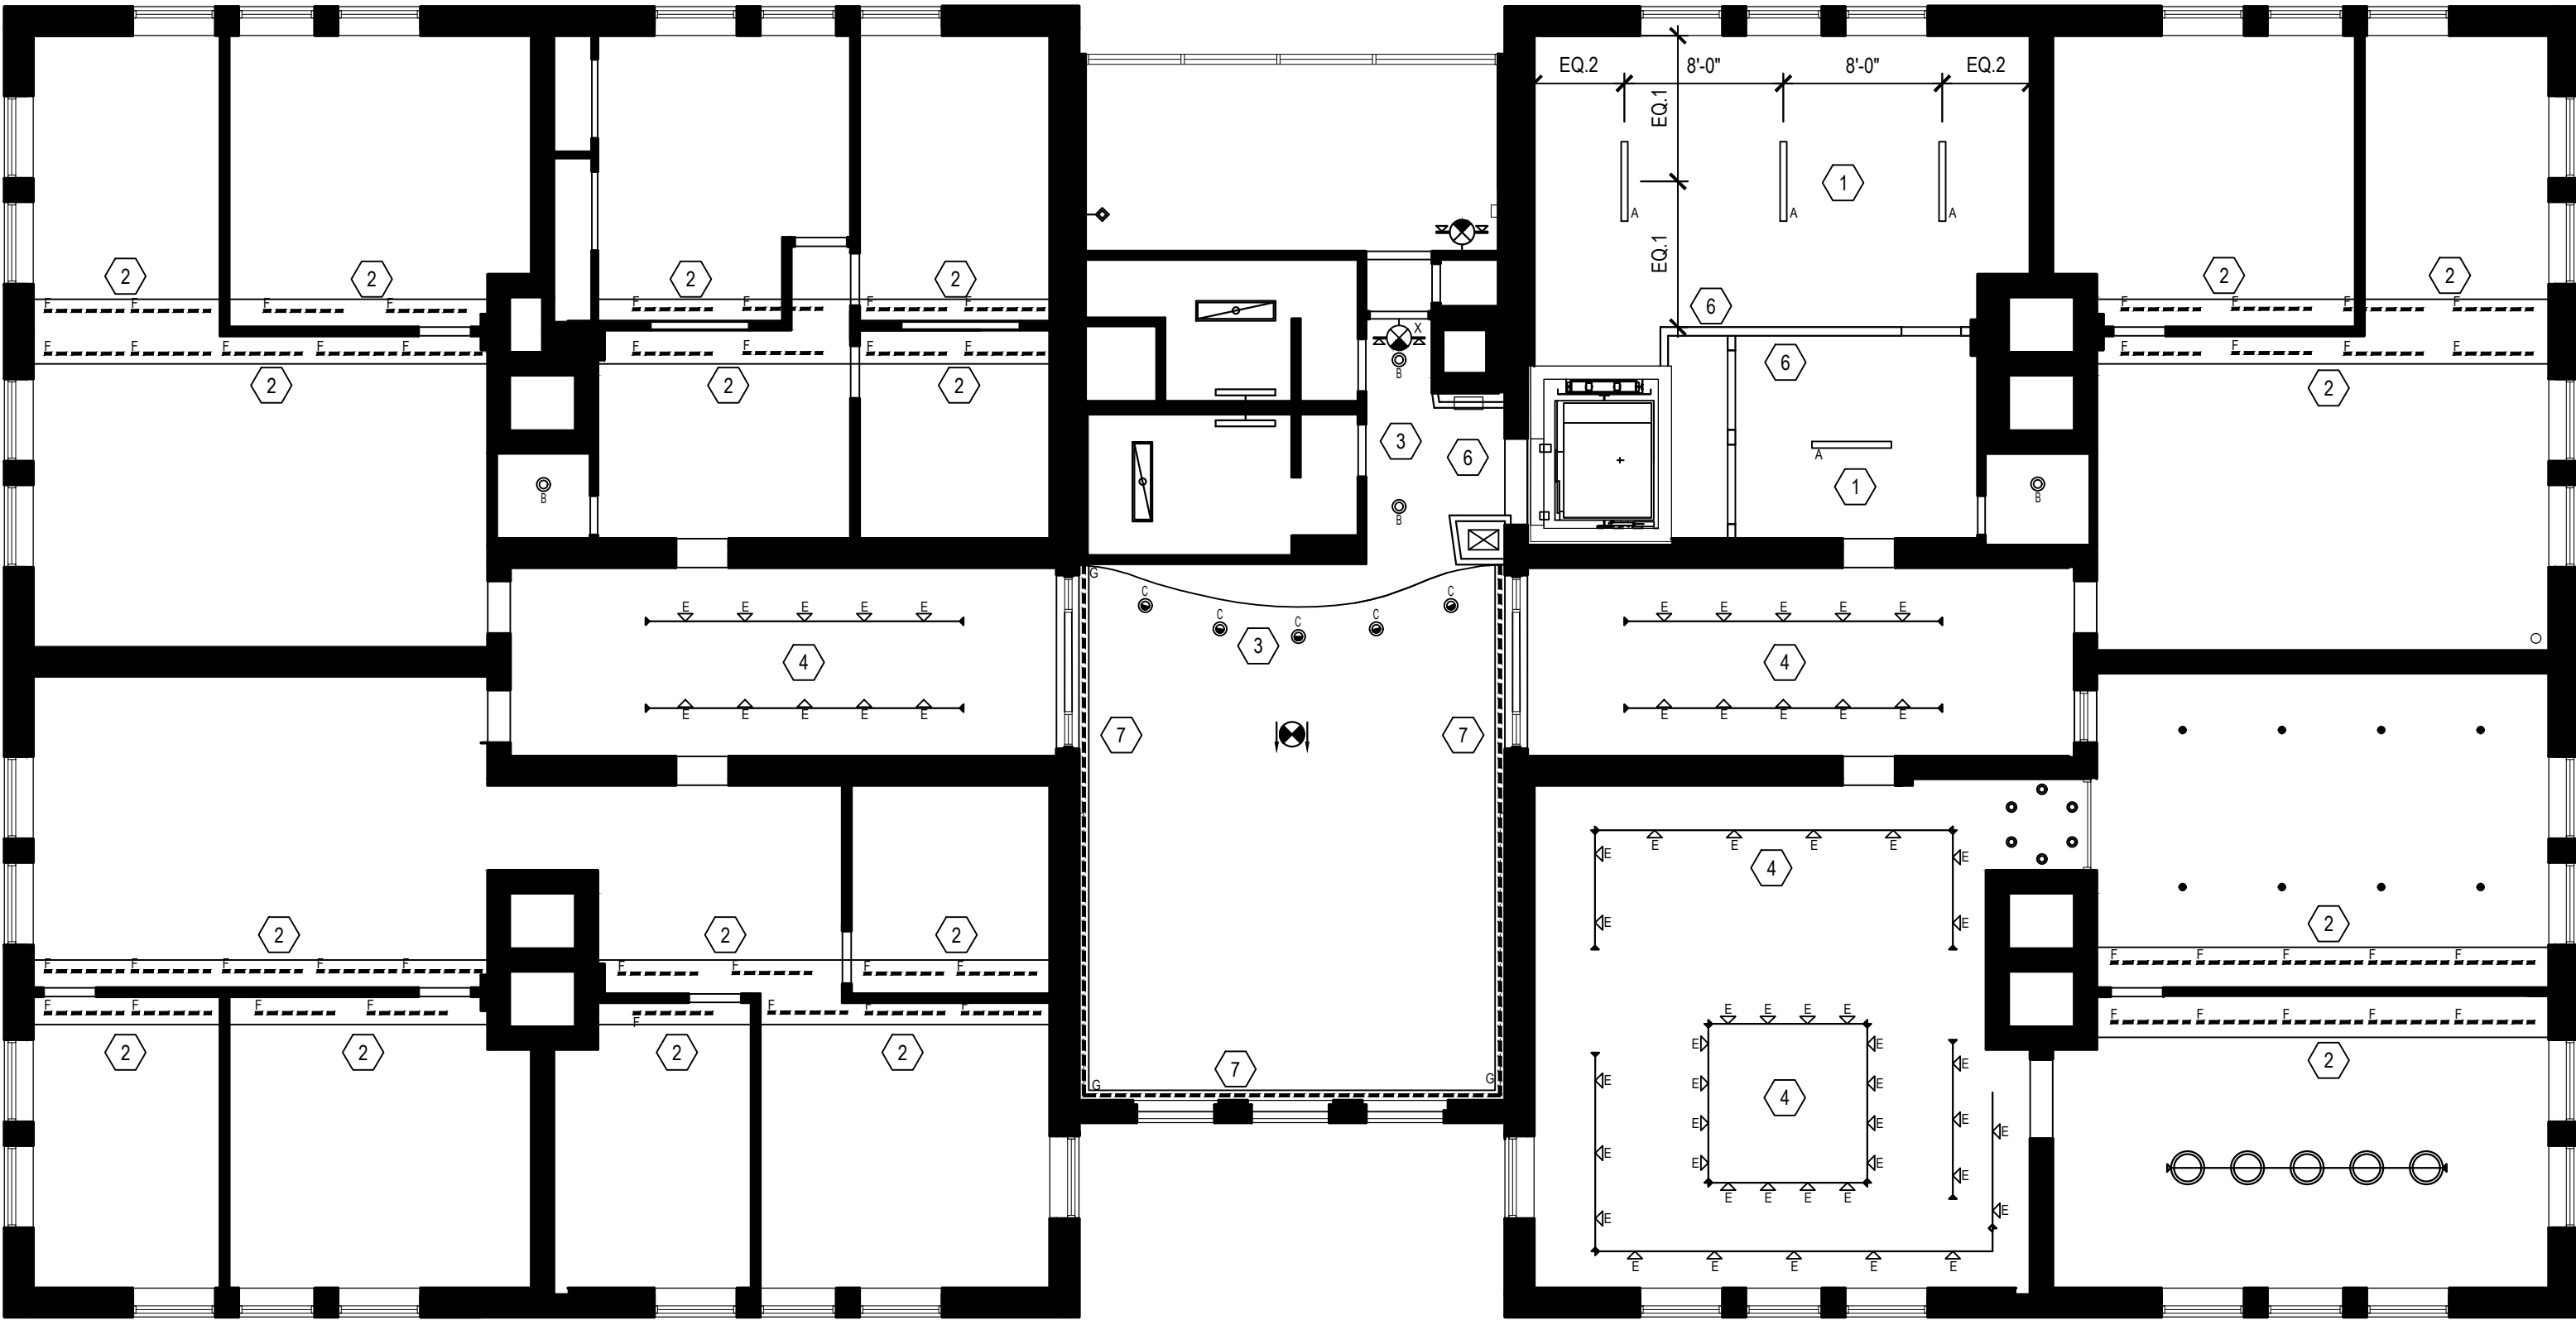 EQ.2 8'-0" 8'-0" EQ.2
EQ.1
A A A
1
EQ.1
2 2 2 2 2 2
F F F F F F F F F F F F
6
X
F F F F F F F F F F F F F
B
2 2 2 6 2
3 6 A
B B 1 B
B
G
C C C C C
E E E E E E E E E E
3
4 4
E E E E E E E E E E
7 7
E E E E
E E
4
E E
2 2 2 2
F F F F F F F F F F F F F F
F F F F F F F F F F F F F F
E E E E
2 2 2 2 2
E E E
7
G G
E E E E
4
E E E E
E E E E
E E E E
E E
E E E E E